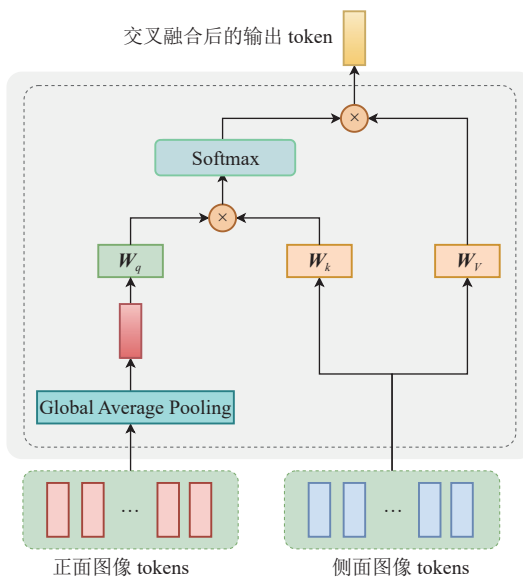 交叉融合后的输出 token
×
Softmax
×
W_q
W_k
W_V
Global Average Pooling
...
...
正面图像 tokens
侧面图像 tokens